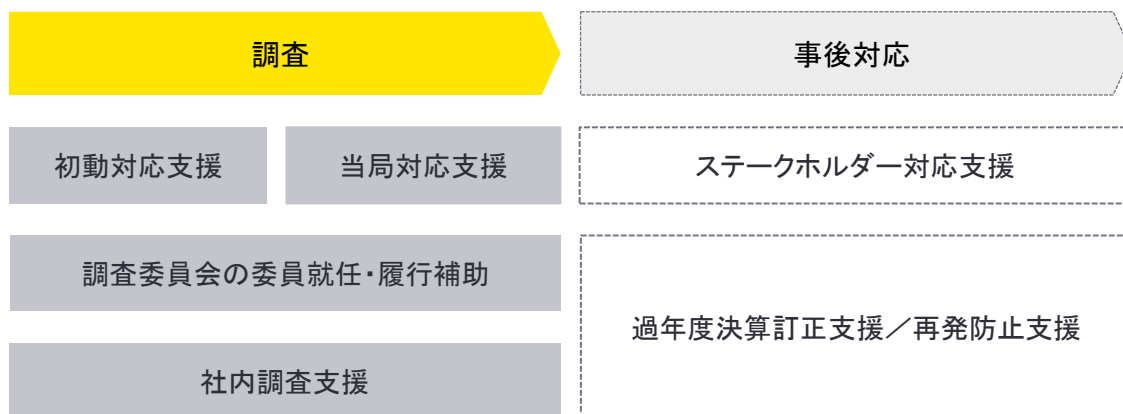 調査
事後対応
初動対応支援
当局対応支援
ステークホルダー対応支援
調査委員会の委員就任・履行補助
過年度決算訂正支援／再発防止支援
社内調査支援